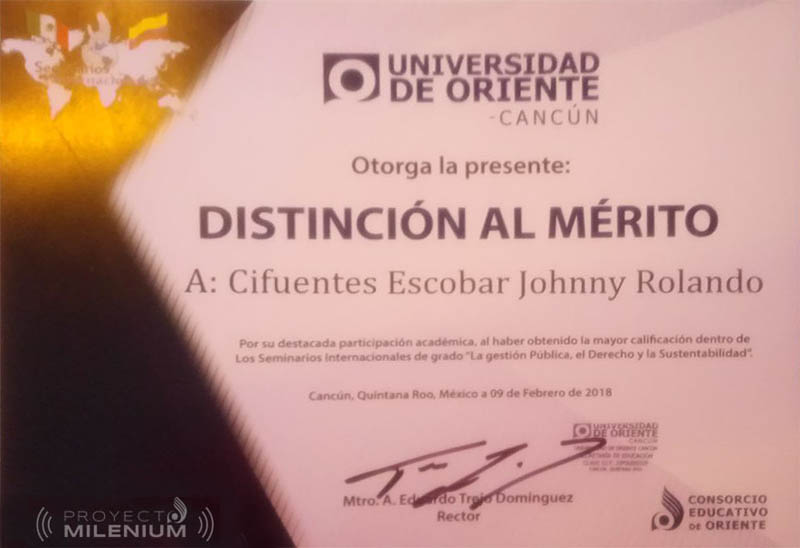 UNIVERSIDAD
DE ORIENTE
-CANCÚN
Otorga la presente:
DISTINCIÓN AL MÉRITO
A: Cifuentes Escobar Johnny Rolando
Por su destacada participación académica, al haber obtenido la mayor calificación dentro de
Los Seminarios Internacionales de grado "La gestión Pública, el Derecho y la Sustentabilidad".
Cancún, Quintana Roo, México a 09 de Febrero de 2018
UNIVERSIDAD
DE ORIENTE
CANCÚN
Mtro. A. Eduardo Trejo Domínguez
Rector
PROYECTO
MILENIUM
CONSORCIO
EDUCATIVO
DE ORIENTE